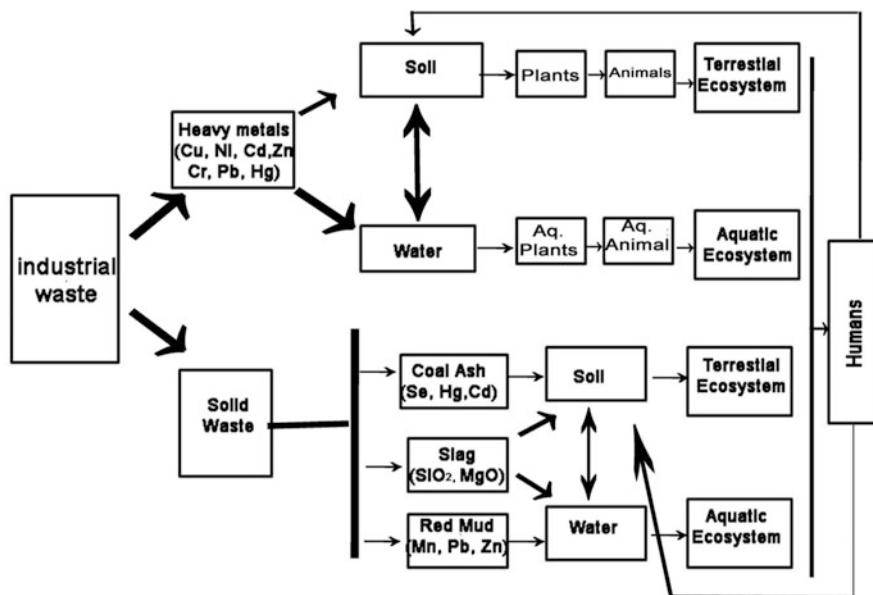 Soil
Plants
Animals
Terrestial
Ecosystem
Heavy metals
(Cu, NI, Cd,Zn
Cr, Pb, Hg)
Water
Aq.
Plants
Aq.
Animal
Aquatic
Ecosystem
industrial
waste
Humans
Solid
Waste
Coal Ash
(Se, Hg,Cd)
Soil
Terrestial
Ecosystem
Slag
(SIO₂, MgO)
Red Mud
(Mn, Pb, Zn)
Water
Aquatic
Ecosystem